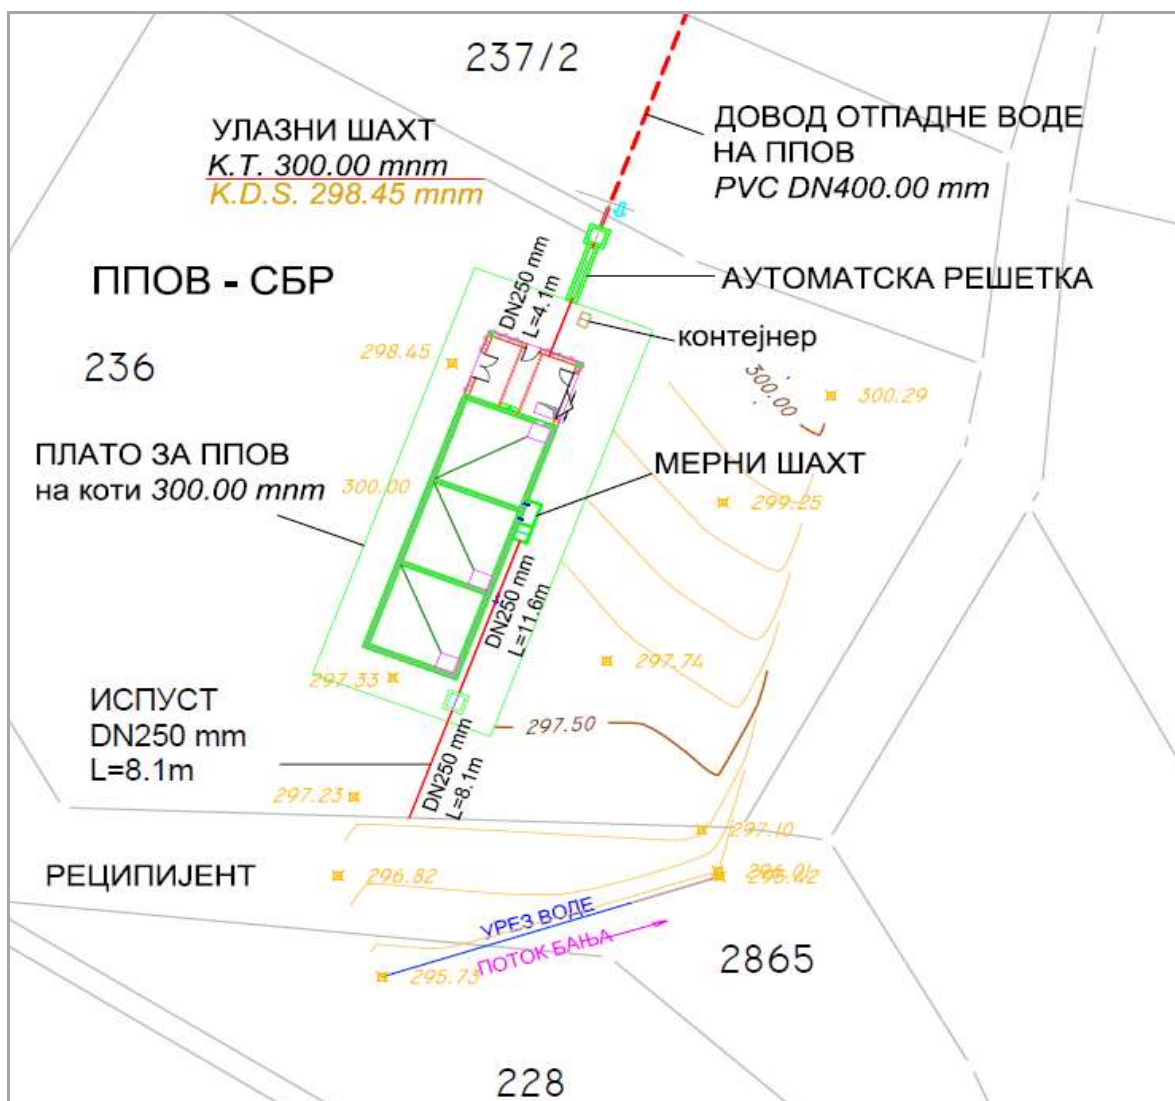 237/2
УЛАЗНИ ШАХТ
К.Т. 300.00 mnm
K.D.S. 298.45 mnm
ДОВОД ОТПАДНЕ ВОДЕ
НА ППОВ
PVC DN400.00 mm
ППОВ - СБР
DN250 mm
L=4.1m
АУТОМАТСКА РЕШЕТКА
контејнер
236
298.45
300.00
300.29
ПЛАТО ЗА ППОВ
на коти 300.00 mnm
300.00
МЕРНИ ШАХТ
299.25
DN250 mm
L=11.6m
297.74
297.33
ИСПУСТ
DN250 mm
L=8.1m
297.50
DN250 mm
L=8.1m
297.23
297.10
РЕЦИПИЈЕНТ
296.82
295.42
УРЕЗ ВОДЕ
ПОТОК БАЊА
295.73
2865
228